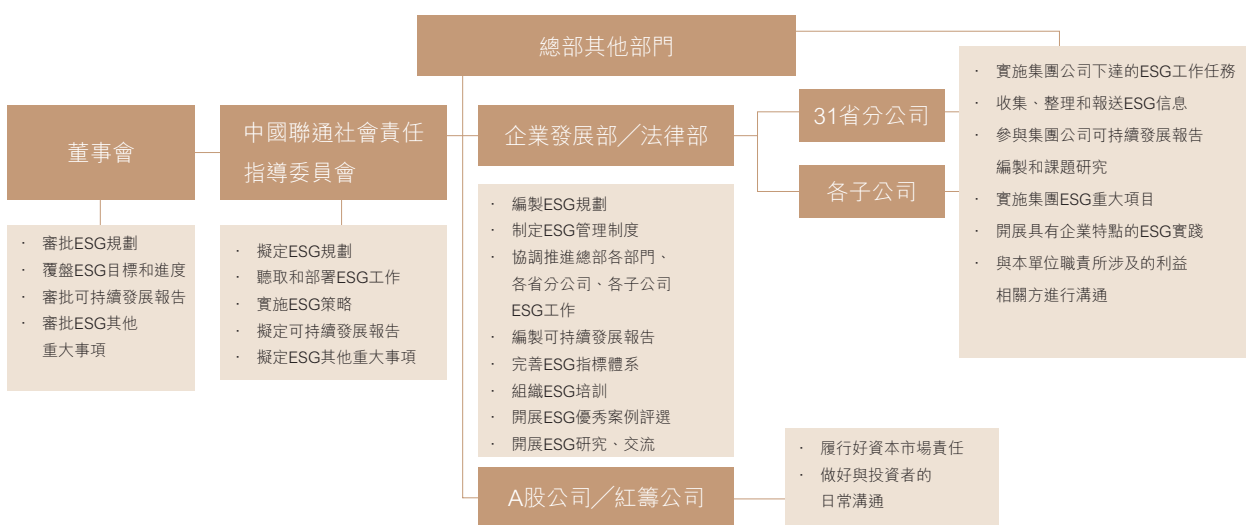 總部其他部門
董事會
· 審批ESG規劃
· 覆盤ESG目標和進度
· 審批可持續發展報告
· 審批ESG其他
重大事項
中國聯通社會責任
指導委員會
· 擬定ESG規劃
· 聽取和部署ESG工作
· 實施ESG策略
· 擬定可持續發展報告
· 擬定ESG其他重大事項
企業發展部／法律部
· 編製ESG規劃
· 制定ESG管理制度
· 協調推進總部各部門、
各省分公司、各子公司
ESG工作
· 編製可持續發展報告
· 完善ESG指標體系
· 組織ESG培訓
· 開展ESG優秀案例評選
· 開展ESG研究、交流
31省分公司
各子公司
· 實施集團公司下達的ESG工作任務
· 收集、整理和報送ESG信息
· 參與集團公司可持續發展報告
編製和課題研究
· 實施集團ESG重大項目
· 開展具有企業特點的ESG實踐
· 與本單位職責所涉及的利益
相關方進行溝通
A股公司／紅籌公司
· 履行好資本市場責任
· 做好與投資者的
日常溝通